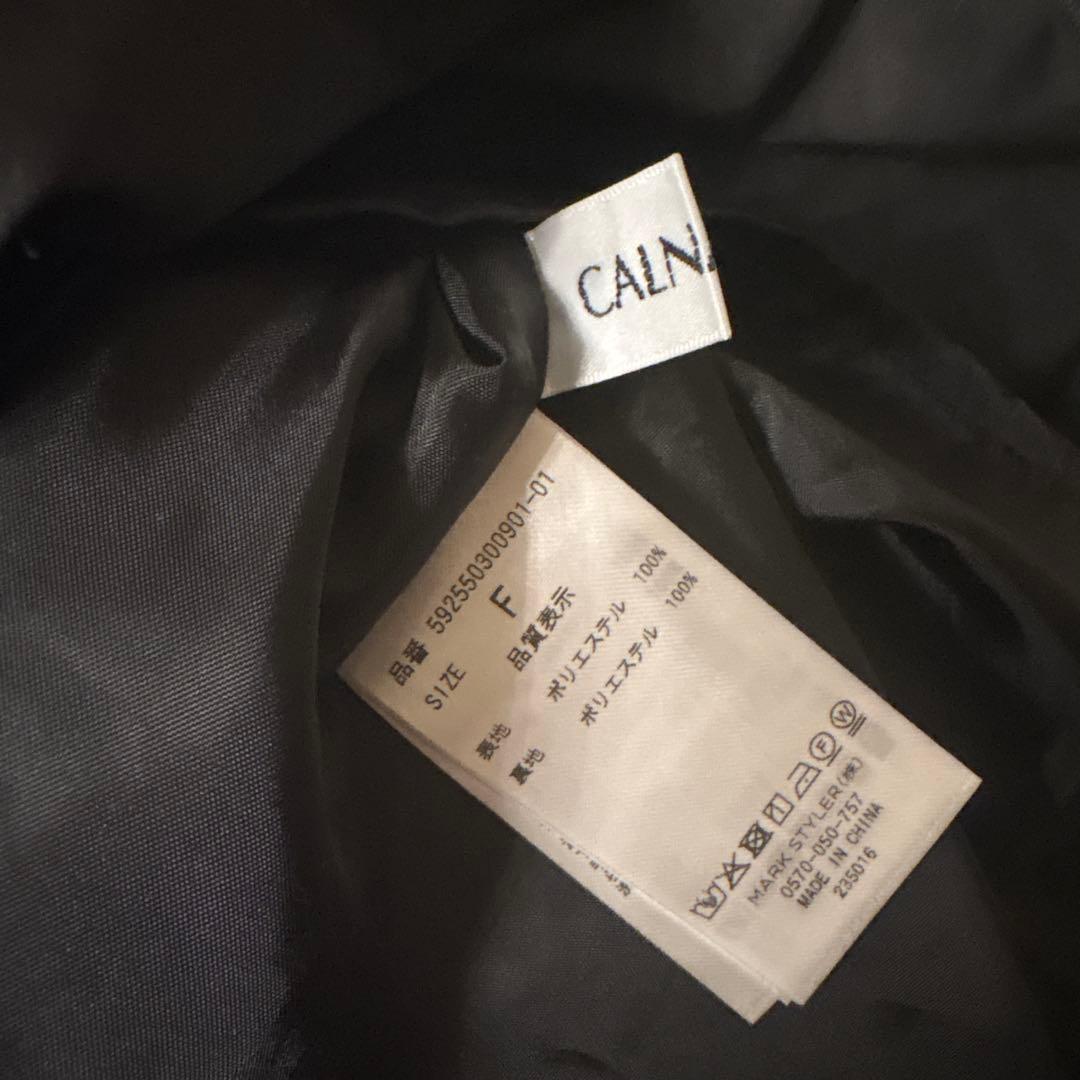 CALN
品番 592550300901-01
SIZE F
品質表示
表地 ポリエステル 100%
裏地 ポリエステル 100%
MARK STYLER(株)
0570-050-757
MADE IN CHINA
235016